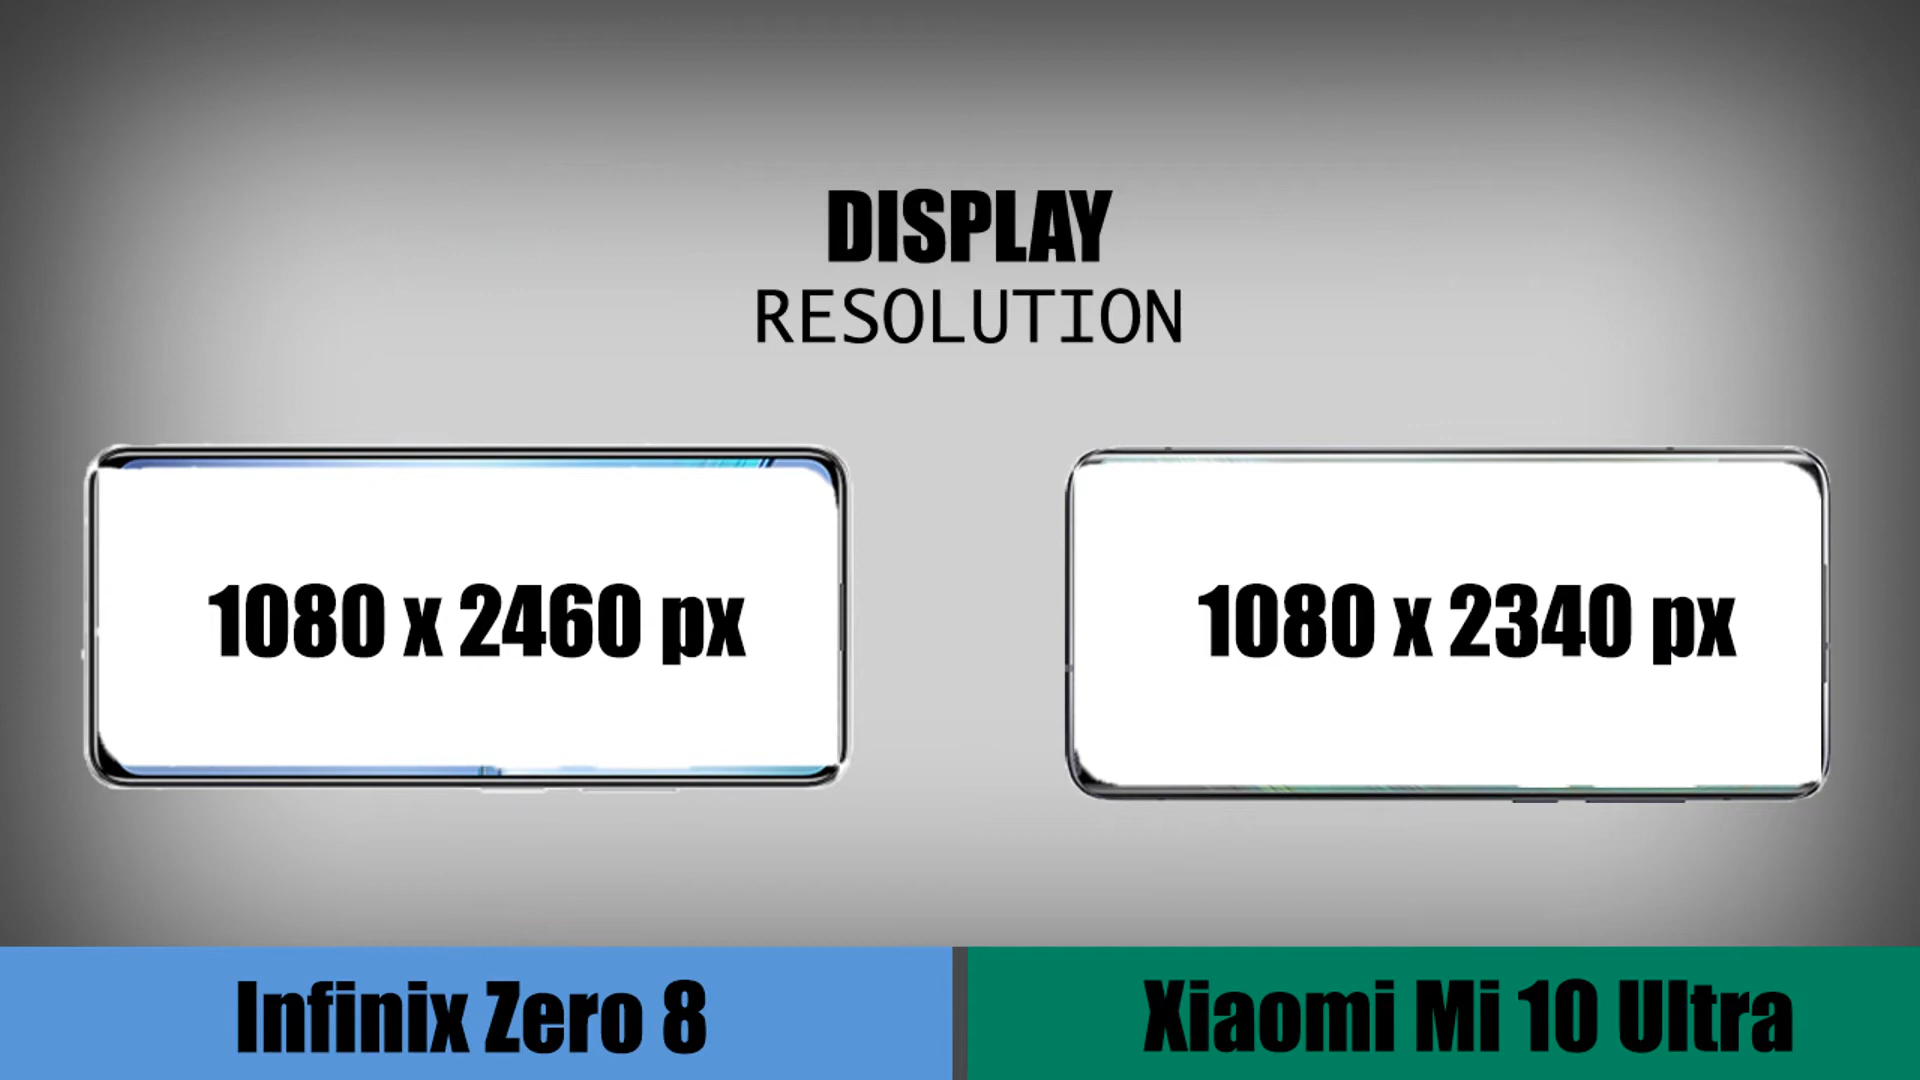 DISPLAY
RESOLUTION
1080 x 2460 px
1080 x 2340 px
Infinix Zero 8
Xiaomi Mi 10 Ultra